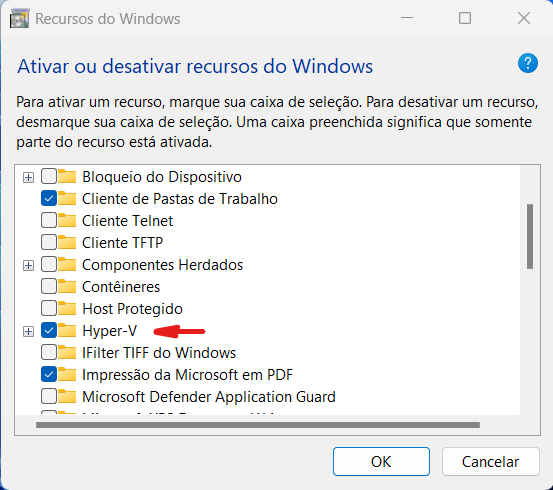 Recursos do Windows
Ativar ou desativar recursos do Windows
?
Para ativar um recurso, marque sua caixa de seleção. Para desativar um recurso,
desmarque sua caixa de seleção. Uma caixa preenchida significa que somente
parte do recurso está ativada.
Bloqueio do Dispositivo
Cliente de Pastas de Trabalho
Cliente Telnet
Cliente TFTP
Componentes Herdados
Contêineres
Host Protegido
Hyper-V
IFilter TIFF do Windows
Impressão da Microsoft em PDF
Microsoft Defender Application Guard
OK
Cancelar